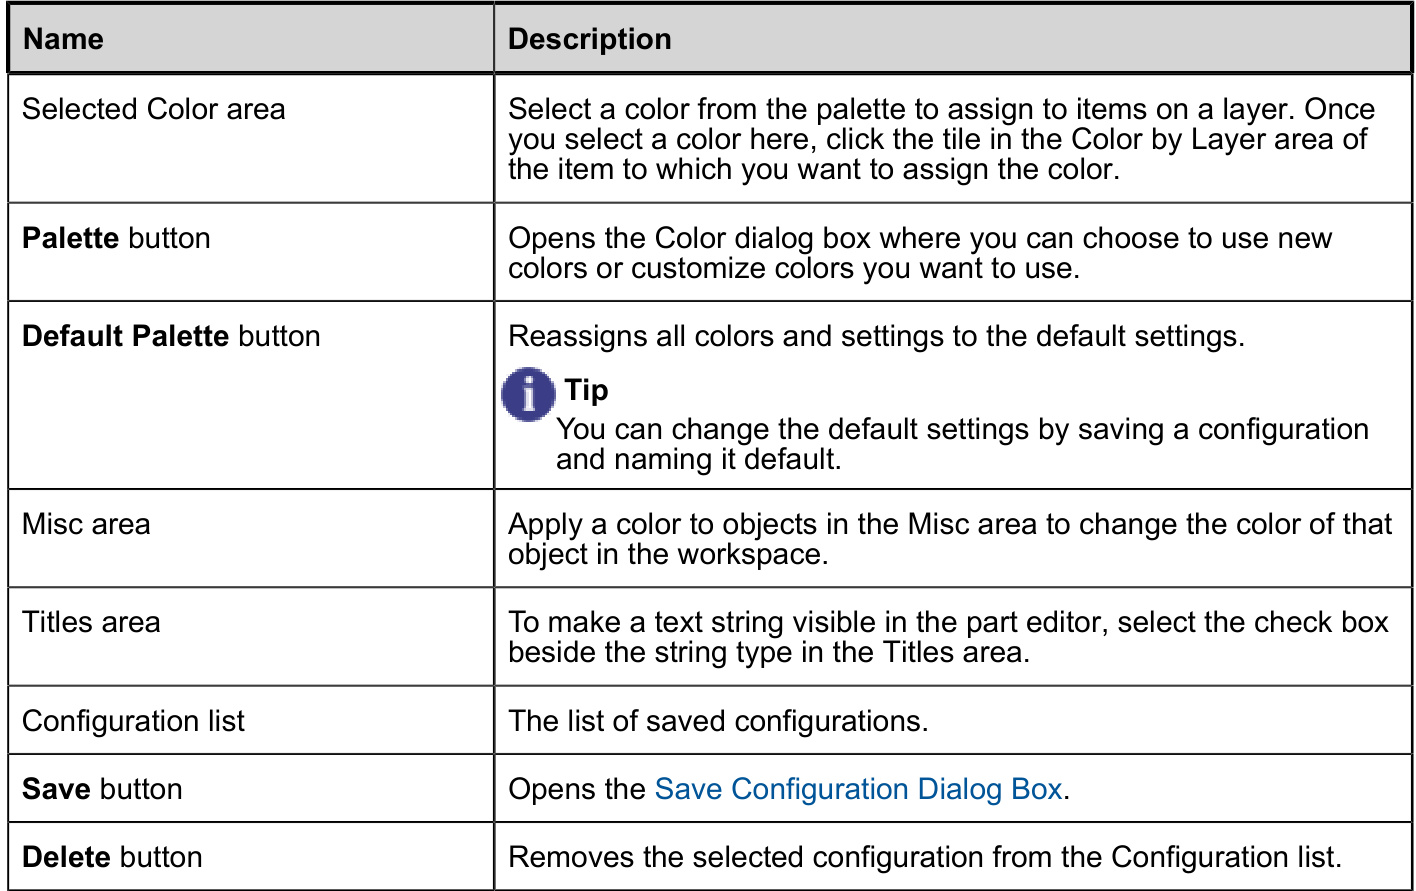 Name Description
Selected Color area Select a color from the palette to assign to items on a layer. Once
you select a color here, click the tile in the Color by Layer area of
the item to which you want to assign the color.
Palette button Opens the Color dialog box where you can choose to use new
colors or customize colors you want to use.
Default Palette button Reassigns all colors and settings to the default settings.
Tip
You can change the default settings by saving a configuration
and naming it default.
Misc area Apply a color to objects in the Misc area to change the color of that
object in the workspace.
Titles area To make a text string visible in the part editor, select the check box
beside the string type in the Titles area.
Configuration list The list of saved configurations.
Save button Opens the Save Configuration Dialog Box.
Delete button Removes the selected configuration from the Configuration list.